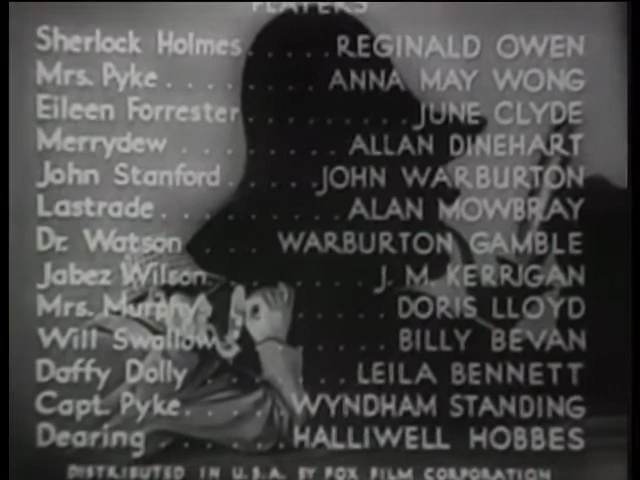 PLAYERS
Sherlock Holmes.....REGINALD OWEN
Mrs. Pyke..........ANNA MAY WONG
Eileen Forrester..........JUNE CLYDE
Merrydew..........ALLAN DINEHART
John Stanford.....JOHN WARBURTON
Lastrade..........ALAN MOWBRAY
Dr. Watson.....WARBURTON GAMBLE
Jabez Wilson........J. M. KERRIGAN
Mrs. Murphy..........DORIS LLOYD
Will Swallow.........BILLY BEVAN
Daffy Dolly........LEILA BENNETT
Capt. Pyke......WYNDHAM STANDING
Dearing........HALLIWELL HOBBES
DISTRIBUTED IN U.S.A. BY FOX FILM CORPORATION